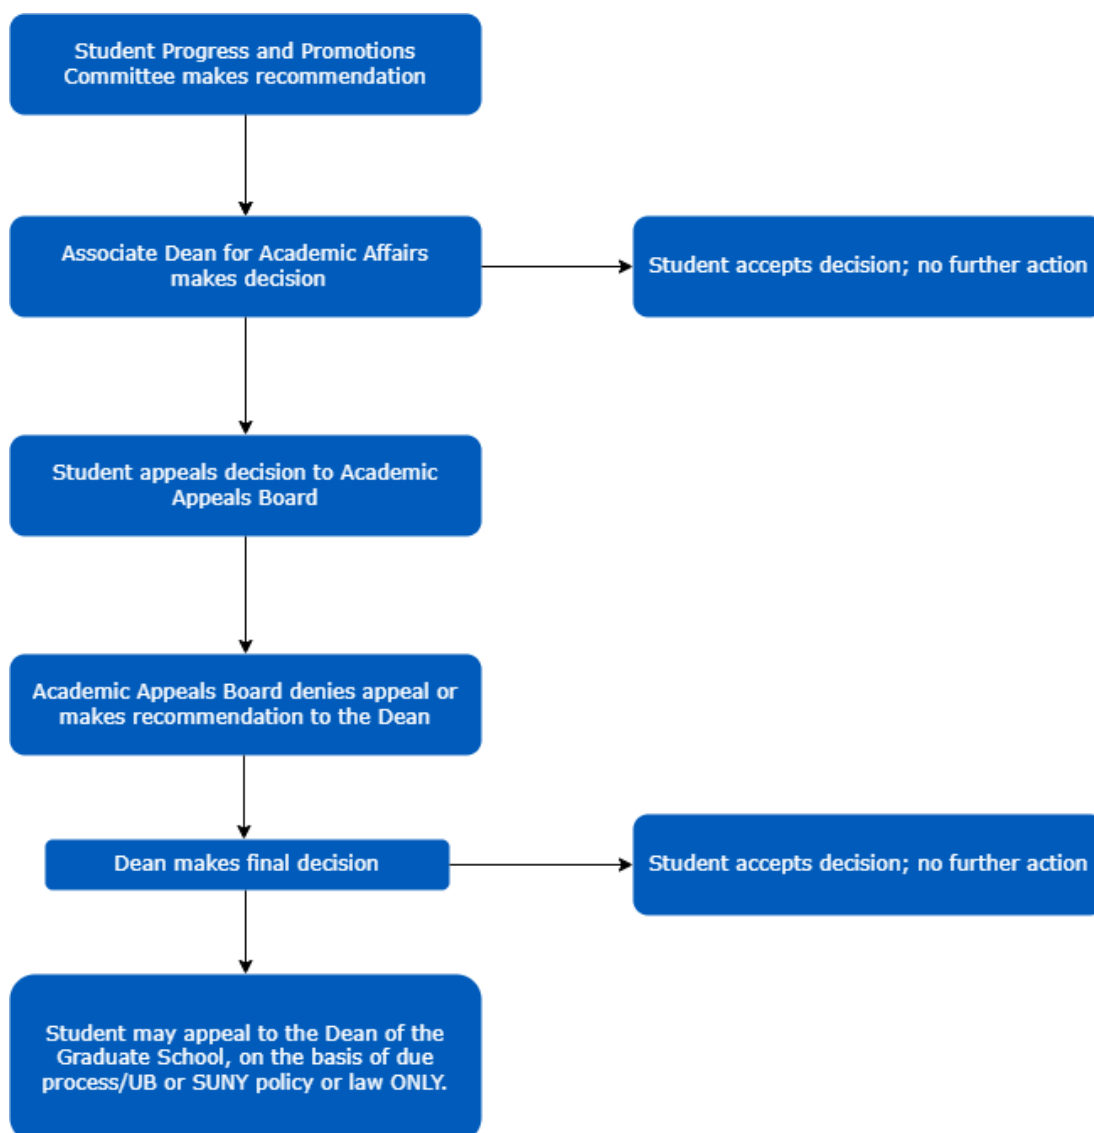 Student Progress and Promotions
Committee makes recommendation
Associate Dean for Academic Affairs
makes decision
Student accepts decision; no further action
Student appeals decision to Academic
Appeals Board
Academic Appeals Board denies appeal or
makes recommendation to the Dean
Dean makes final decision
Student accepts decision; no further action
Student may appeal to the Dean of the
Graduate School, on the basis of due
process/UB or SUNY policy or law ONLY.